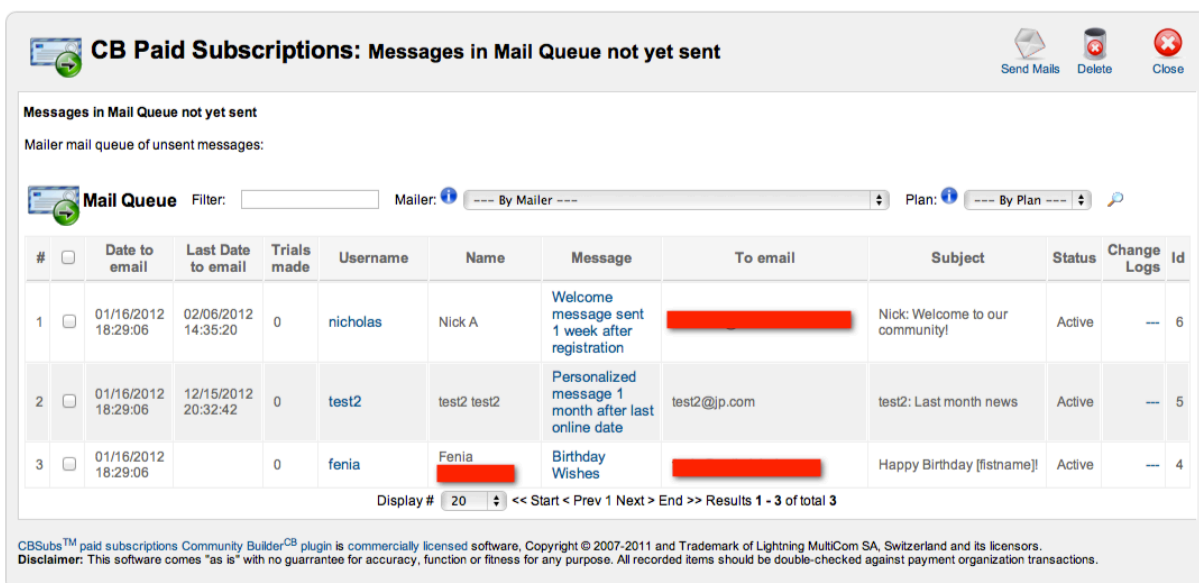 CB Paid Subscriptions: Messages in Mail Queue not yet sent
Send Mails
Delete
Close
Messages in Mail Queue not yet sent
Mailer mail queue of unsent messages:
Mail Queue Filter: Mailer: --- By Mailer --- Plan: --- By Plan ---
# Date to email Last Date to email Trials made Username Name Message To email Subject Status Change Logs Id
1 01/16/2012 18:29:06 02/06/2012 14:35:20 0 nicholas Nick A Welcome message sent 1 week after registration Nick: Welcome to our community! Active --- 6
2 01/16/2012 18:29:06 12/15/2012 20:32:42 0 test2 test2 test2 Personalized message 1 month after last online date test2@jp.com test2: Last month news Active --- 5
3 01/16/2012 18:29:06 0 fenia Fenia Birthday Wishes Happy Birthday [fistname]! Active --- 4
Display # 20 << Start < Prev 1 Next > End >> Results 1 - 3 of total 3
CBSubs™ paid subscriptions Community Builder^CB plugin is commercially licensed software, Copyright © 2007-2011 and Trademark of Lightning MultiCom SA, Switzerland and its licensors.
Disclaimer: This software comes "as is" with no guarrantee for accuracy, function or fitness for any purpose. All recorded items should be double-checked against payment organization transactions.